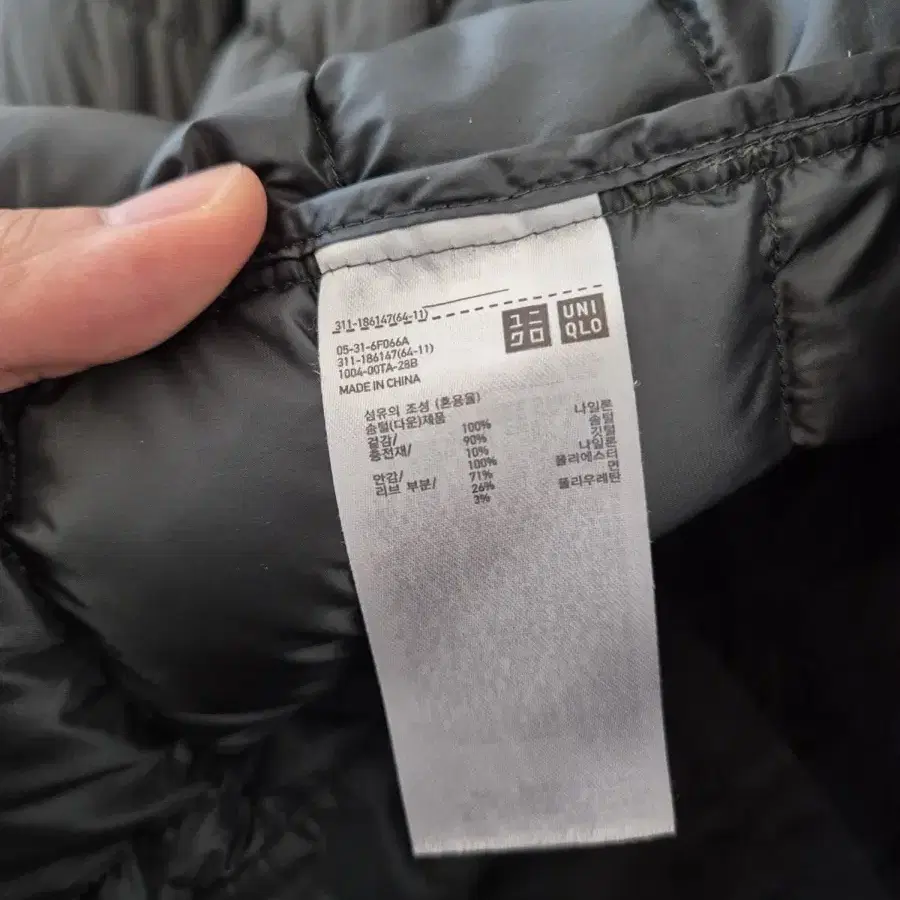 311-186147(64-11)
ユニ
クロ
UNI
QLO
05-31-6F066A
311-186147(64-11)
1004-00TA-28B
MADE IN CHINA
섬유의 조성 (혼용율)
솜털(다운)제품
겉감/ 100% 나일론
충전재/ 90% 솜털
10% 깃털
안감/ 100% 나일론
리브 부분/ 71% 폴리에스터
26% 면
3% 폴리우레탄